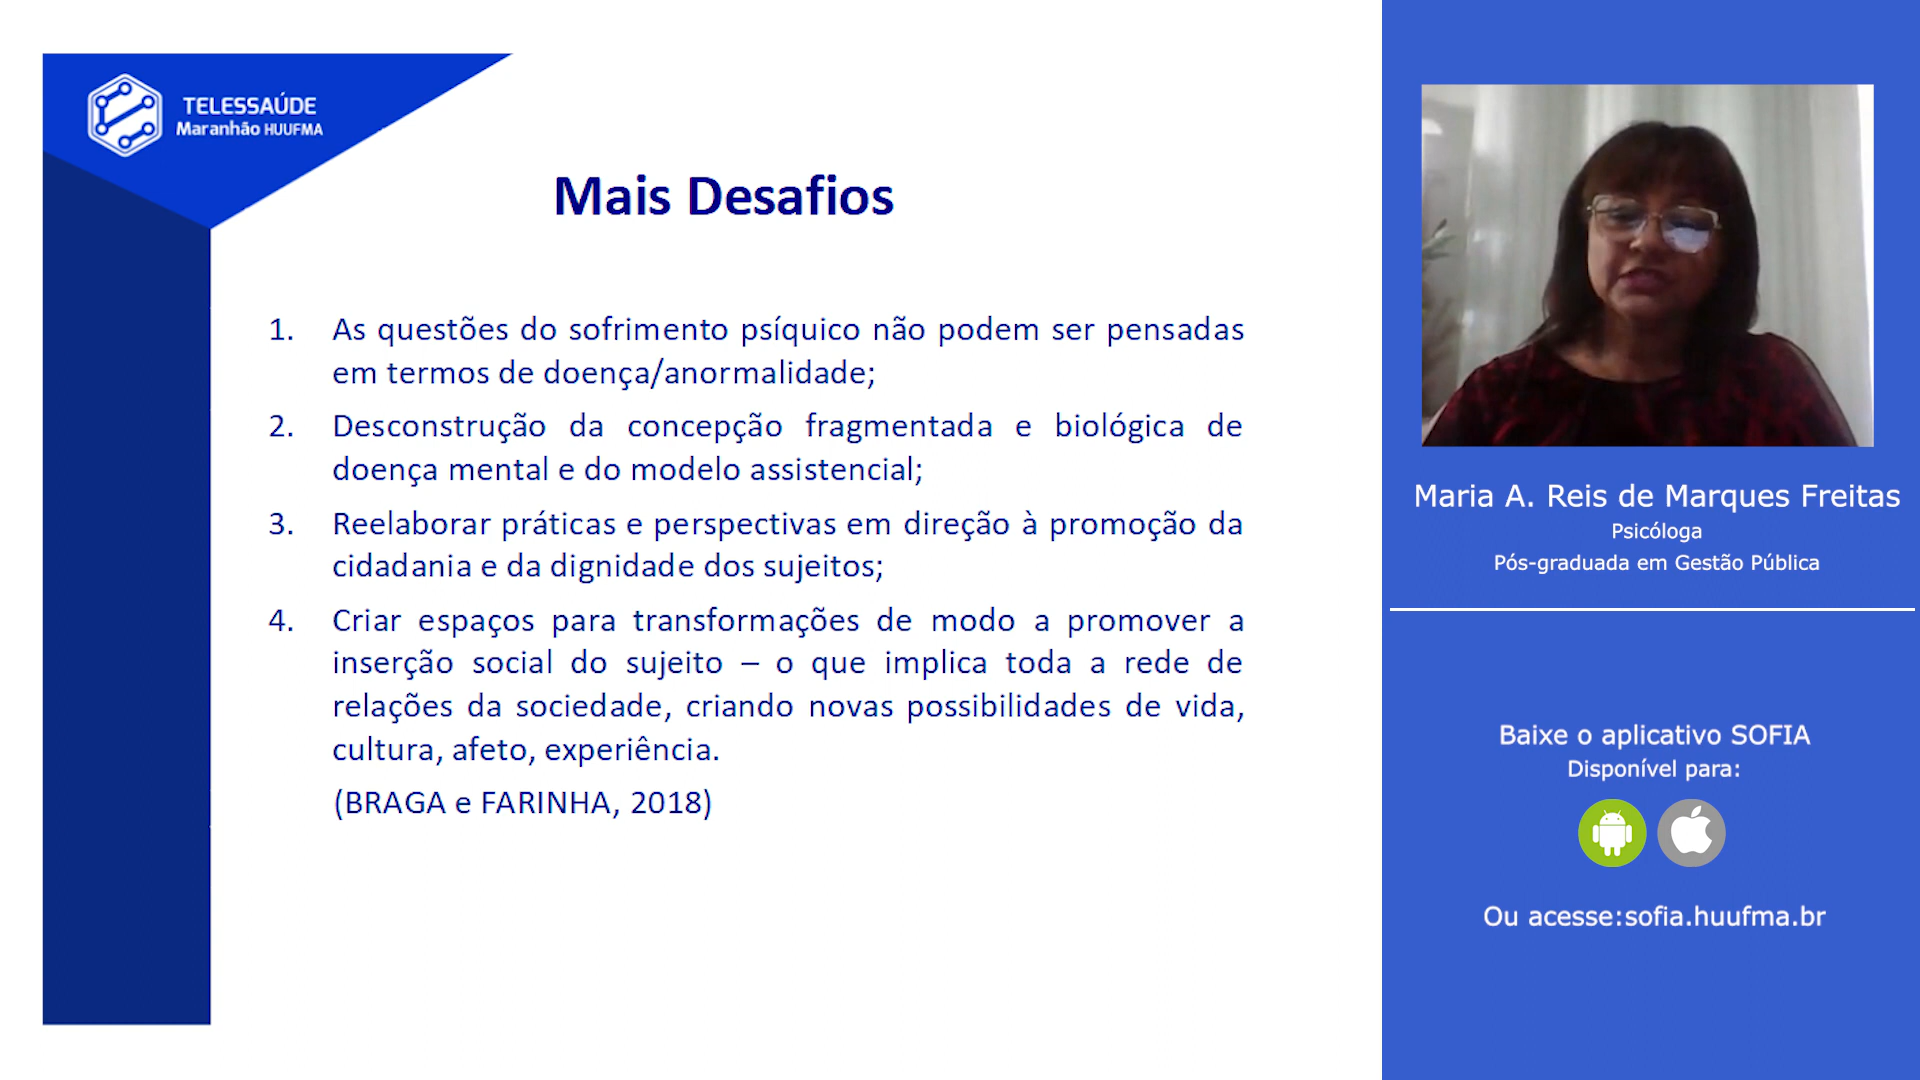 TELESSAÚDE
Maranhão HUUFMA
Mais Desafios
1. As questões do sofrimento psíquico não podem ser pensadas
em termos de doença/anormalidade;
2. Desconstrução da concepção fragmentada e biológica de
doença mental e do modelo assistencial;
3. Reelaborar práticas e perspectivas em direção à promoção da
cidadania e da dignidade dos sujeitos;
4. Criar espaços para transformações de modo a promover a
inserção social do sujeito – o que implica toda a rede de
relações da sociedade, criando novas possibilidades de vida,
cultura, afeto, experiência.
(BRAGA e FARINHA, 2018)
Maria A. Reis de Marques Freitas
Psicóloga
Pós-graduada em Gestão Pública
Baixe o aplicativo SOFIA
Disponível para:
Ou acesse:sofia.huufma.br